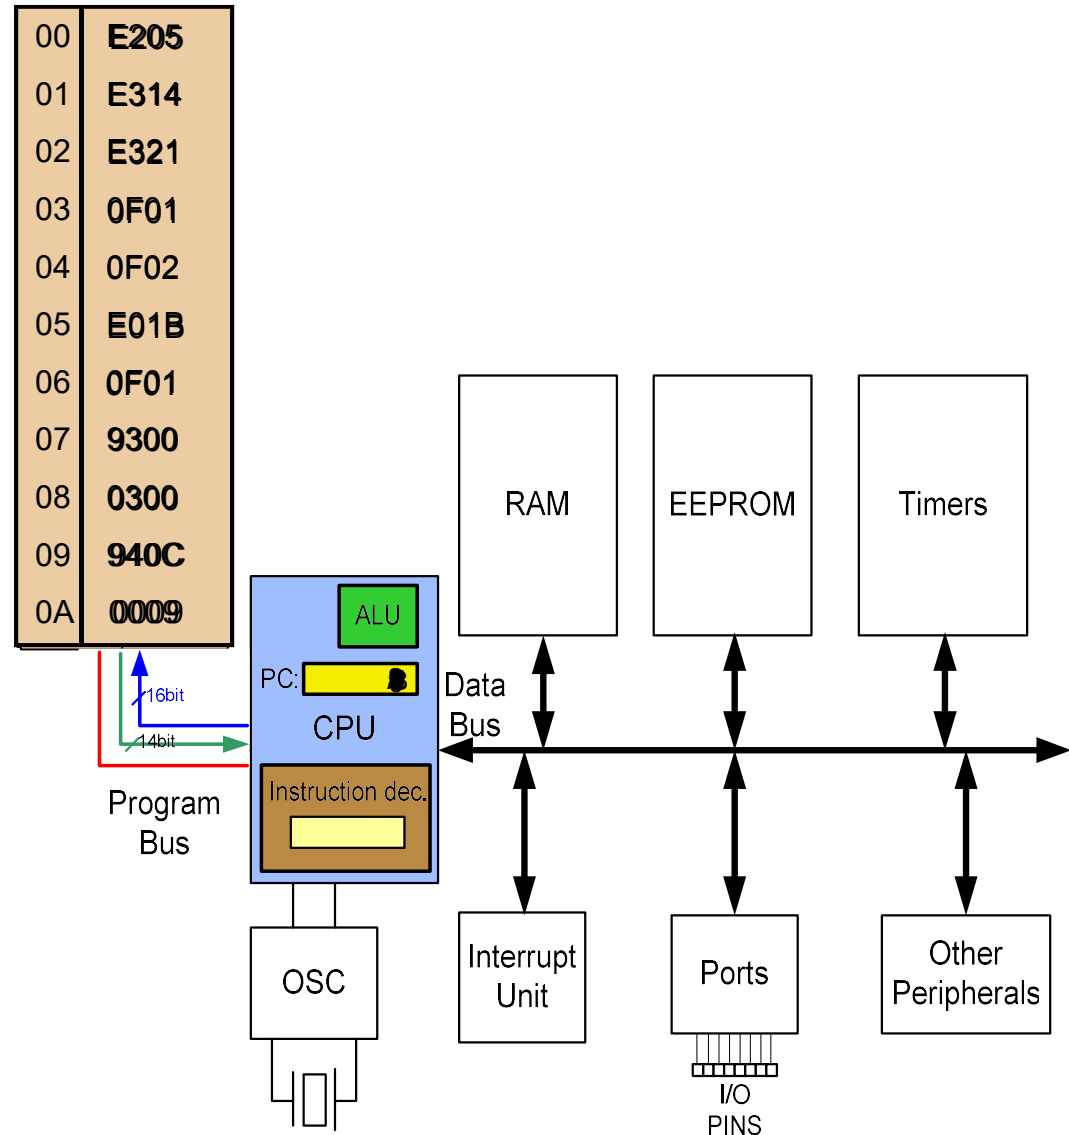 00 E205
01 E314
02 E321
03 0F01
04 0F02
05 E01B
06 0F01
07 9300
08 0300
09 940C
0A 0009
RAM
EEPROM
Timers
ALU
PC:
CPU
Data
Bus
16bit
14bit
Instruction dec.
Program
Bus
OSC
Interrupt
Unit
Ports
Other
Peripherals
I/O
PINS